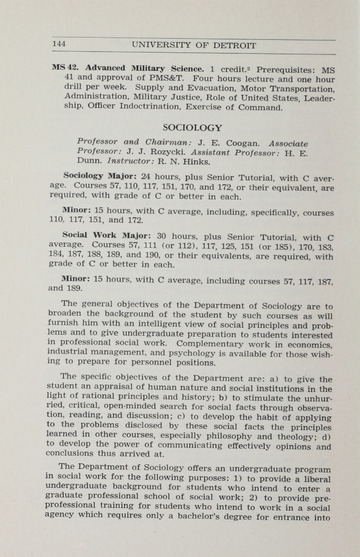 144 UNIVERSITY OF DETROIT
MS 42. Advanced Military Science. 1 credit.² Prerequisites: MS
41 and approval of PMS&T. Four hours lecture and one hour
drill per week. Supply and Evacuation, Motor Transportation,
Administration, Military Justice, Role of United States, Leader-
ship, Officer Indoctrination, Exercise of Command.
SOCIOLOGY
Professor and Chairman: J. E. Coogan. Associate
Professor: J. J. Rozycki. Assistant Professor: H. E.
Dunn. Instructor: R. N. Hinks.
Sociology Major: 24 hours, plus Senior Tutorial, with C aver-
age. Courses 57, 110, 117, 151, 170, and 172, or their equivalent, are
required, with grade of C or better in each.
Minor: 15 hours, with C average, including, specifically, courses
110, 117, 151, and 172.
Social Work Major: 30 hours, plus Senior Tutorial, with C
average. Courses 57, 111 (or 112), 117, 125, 151 (or 185), 170, 183,
184, 187, 188, 189, and 190, or their equivalents, are required, with
grade of C or better in each.
Minor: 15 hours, with C average, including courses 57, 117, 187,
and 189.
The general objectives of the Department of Sociology are to
broaden the background of the student by such courses as will
furnish him with an intelligent view of social principles and prob-
lems and to give undergraduate preparation to students interested
in professional social work. Complementary work in economics,
industrial management, and psychology is available for those wish-
ing to prepare for personnel positions.
The specific objectives of the Department are: a) to give the
student an appraisal of human nature and social institutions in the
light of rational principles and history; b) to stimulate the unhur-
ried, critical, open-minded search for social facts through observa-
tion, reading, and discussion; c) to develop the habit of applying
to the problems disclosed by these social facts the principles
learned in other courses, especially philosophy and theology; d)
to develop the power of communicating effectively opinions and
conclusions thus arrived at.
The Department of Sociology offers an undergraduate program
in social work for the following purposes: 1) to provide a liberal
undergraduate background for students who intend to enter a
graduate professional school of social work; 2) to provide pre-
professional training for students who intend to work in a social
agency which requires only a bachelor's degree for entrance into